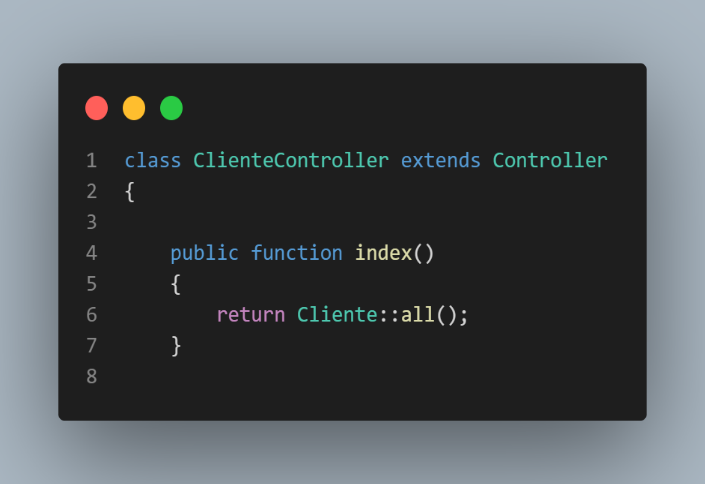 1 class ClienteController extends Controller
2 {
3
4     public function index()
5     {
6         return Cliente::all();
7     }
8